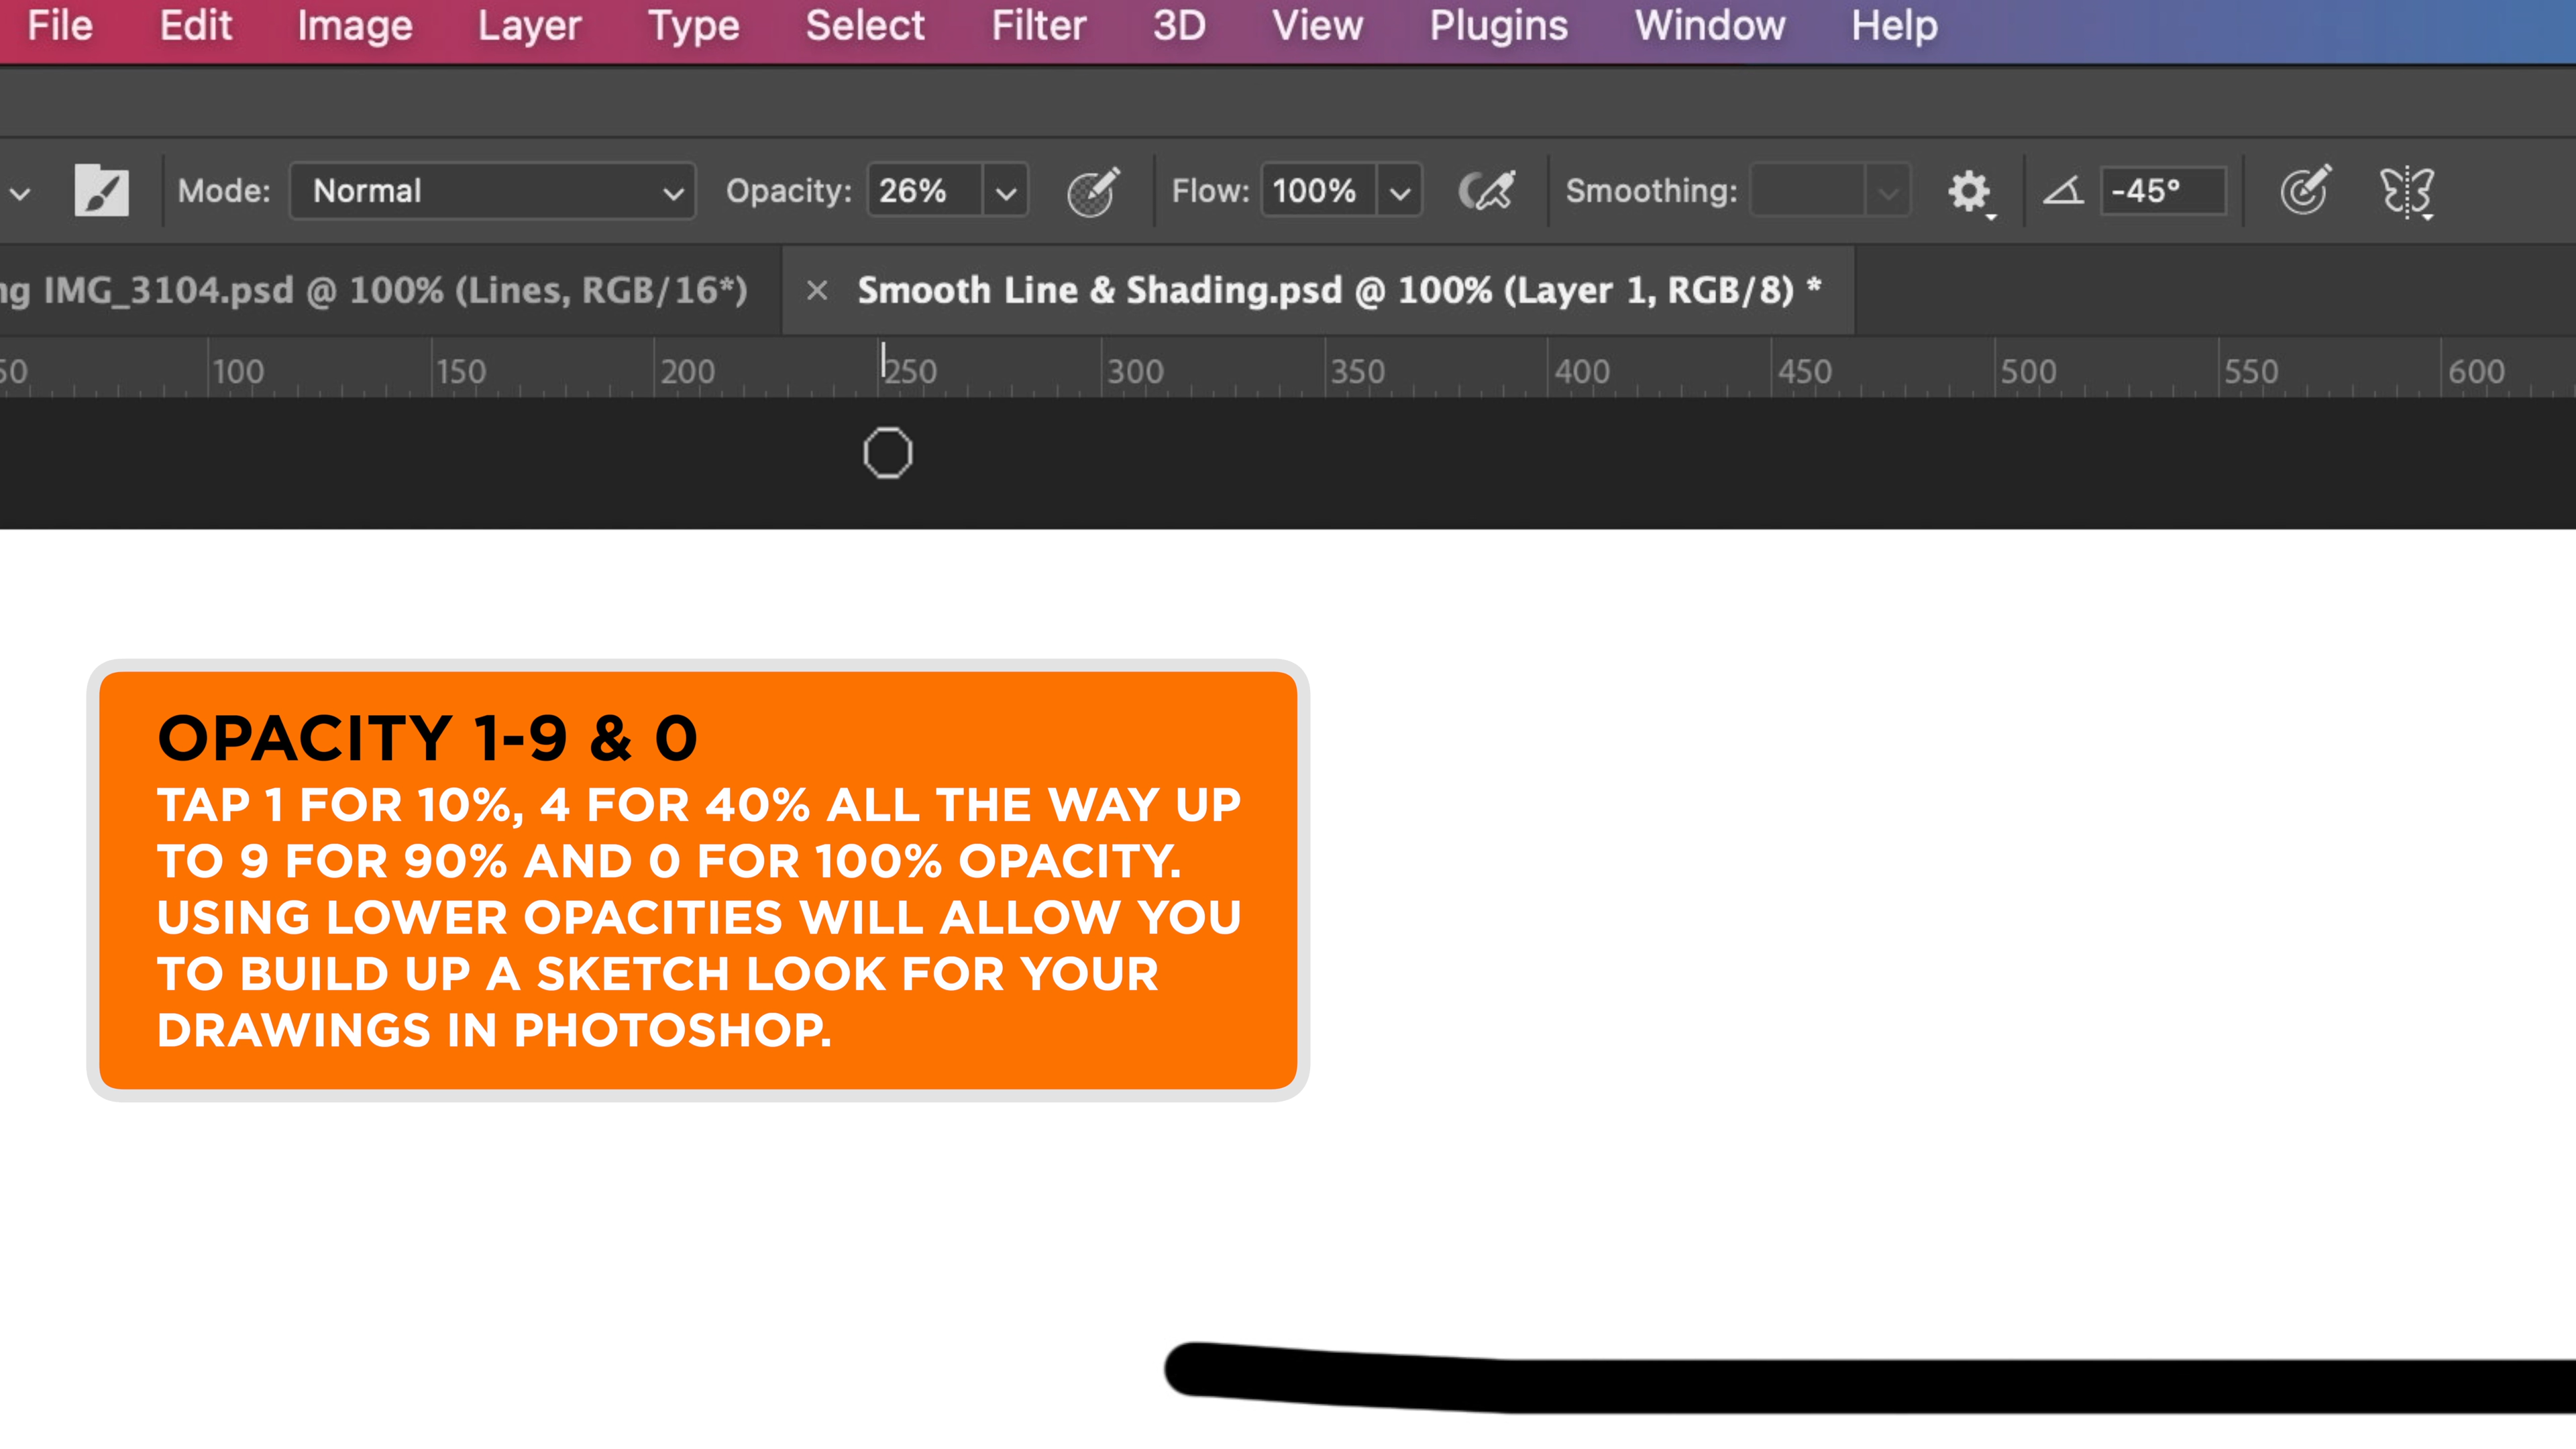 File Edit Image Layer Type Select Filter 3D View Plugins Window Help
Mode: Normal Opacity: 26% Flow: 100% Smoothing: -45°
ng IMG_3104.psd @ 100% (Lines, RGB/16*) × Smooth Line & Shading.psd @ 100% (Layer 1, RGB/8) *
50 100 150 200 250 300 350 400 450 500 550 600
OPACITY 1-9 & 0
TAP 1 FOR 10%, 4 FOR 40% ALL THE WAY UP
TO 9 FOR 90% AND 0 FOR 100% OPACITY.
USING LOWER OPACITIES WILL ALLOW YOU
TO BUILD UP A SKETCH LOOK FOR YOUR
DRAWINGS IN PHOTOSHOP.